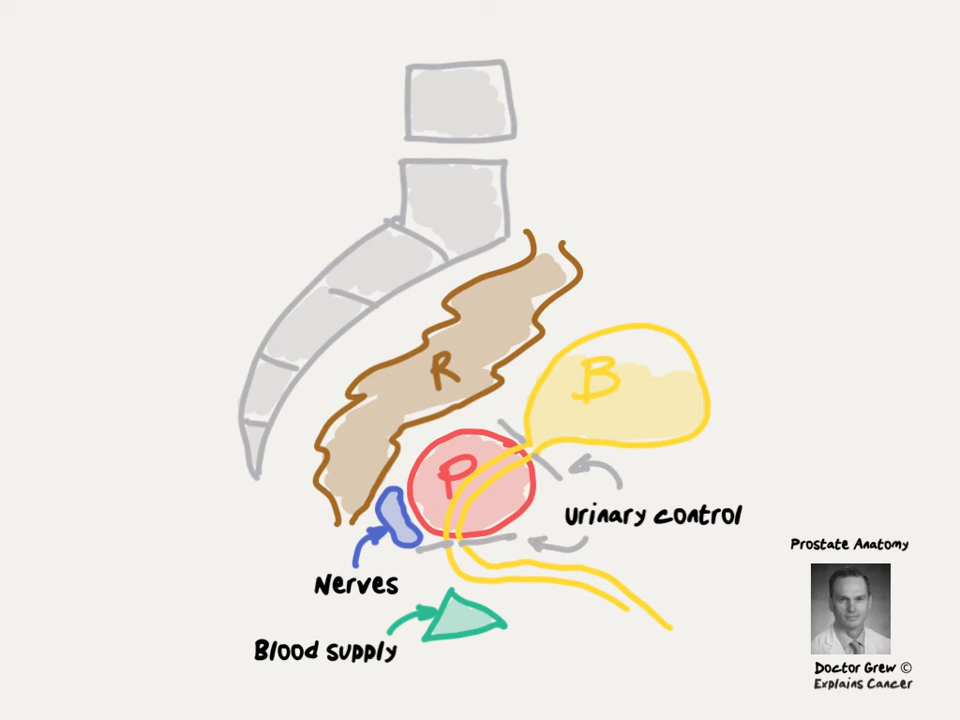 R
B
P
Urinary control
Nerves
Blood supply
Prostate Anatomy
Doctor Grew ©
Explains Cancer